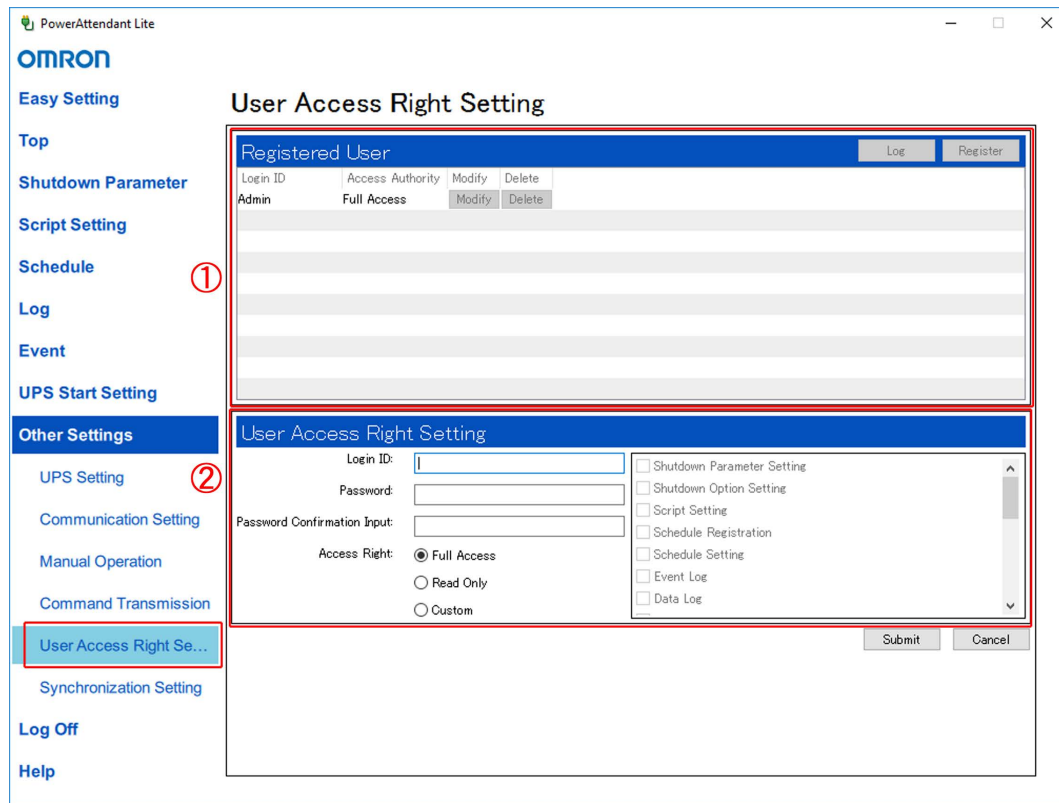 PowerAttendant Lite
OMRON
Easy Setting
Top
Shutdown Parameter
Script Setting
Schedule
Log
Event
UPS Start Setting
Other Settings
UPS Setting
Communication Setting
Manual Operation
Command Transmission
User Access Right Se...
Synchronization Setting
Log Off
Help
User Access Right Setting
①
Registered User
Log
Register
Login ID Access Authority Modify Delete
Admin Full Access Modify Delete
②
User Access Right Setting
Login ID:
Password:
Password Confirmation Input:
Access Right:
Full Access
Read Only
Custom
Shutdown Parameter Setting
Shutdown Option Setting
Script Setting
Schedule Registration
Schedule Setting
Event Log
Data Log
Submit
Cancel